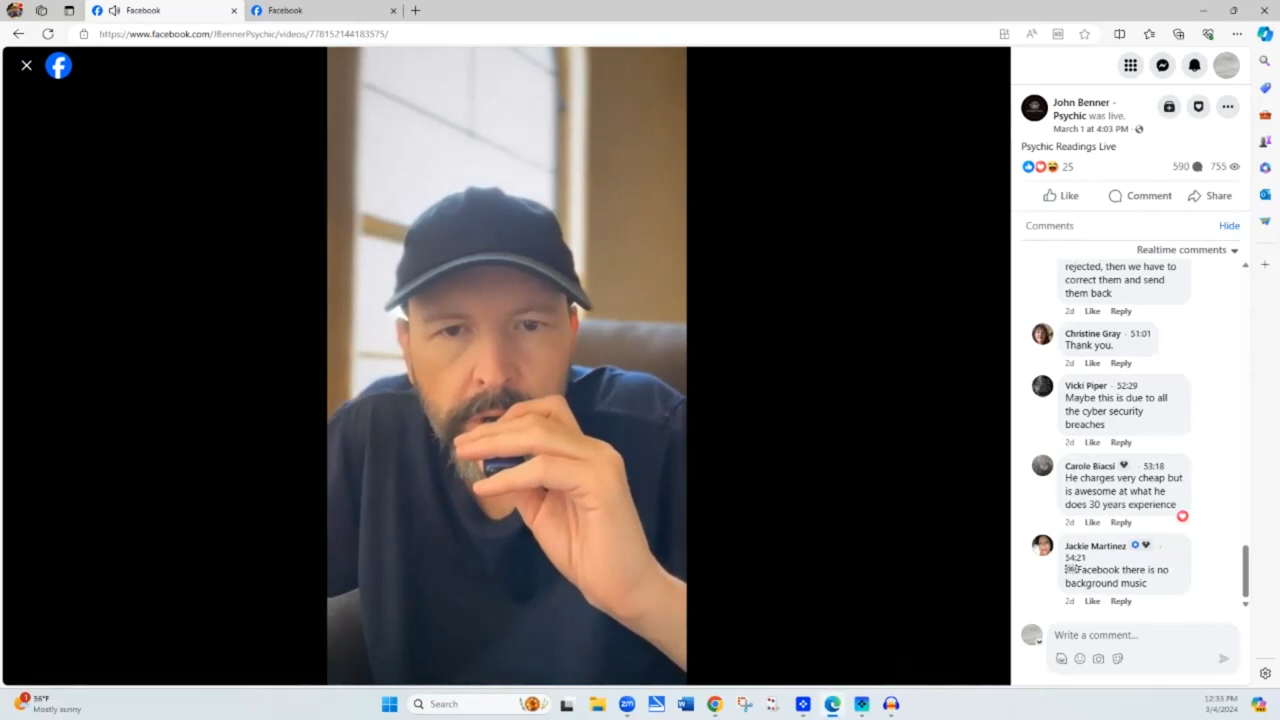 Facebook
Facebook
https://www.facebook.com/JBennerPsychic/videos/778152144183575/
John Benner -
Psychic was live.
March 1 at 4:03 PM ·
Psychic Readings Live
25
590
755
Like
Comment
Share
Comments
Hide
Realtime comments
rejected, then we have to
correct them and send
them back
2d Like Reply
Christine Gray · 51:01
Thank you.
2d Like Reply
Vicki Piper · 52:29
Maybe this is due to all
the cyber security
breaches
2d Like Reply
Carole Biacsi · 53:18
He charges very cheap but
is awesome at what he
does 30 years experience
2d Like Reply
Jackie Martinez ·
54:21
Facebook there is no
background music
2d Like Reply
Write a comment...
1
56°F
Mostly sunny
Search
zm
12:33 PM
3/4/2024